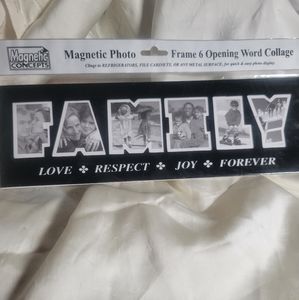 Magnetic
CONCEPTS
Magnetic Photo Frame 6 Opening Word Collage
Clings to REFRIGERATORS, FILE CABINETS, OR ANY METAL SURFACE, for quick & easy photo display.
FAMILY
LOVE ✤ RESPECT ✤ JOY ✤ FOREVER